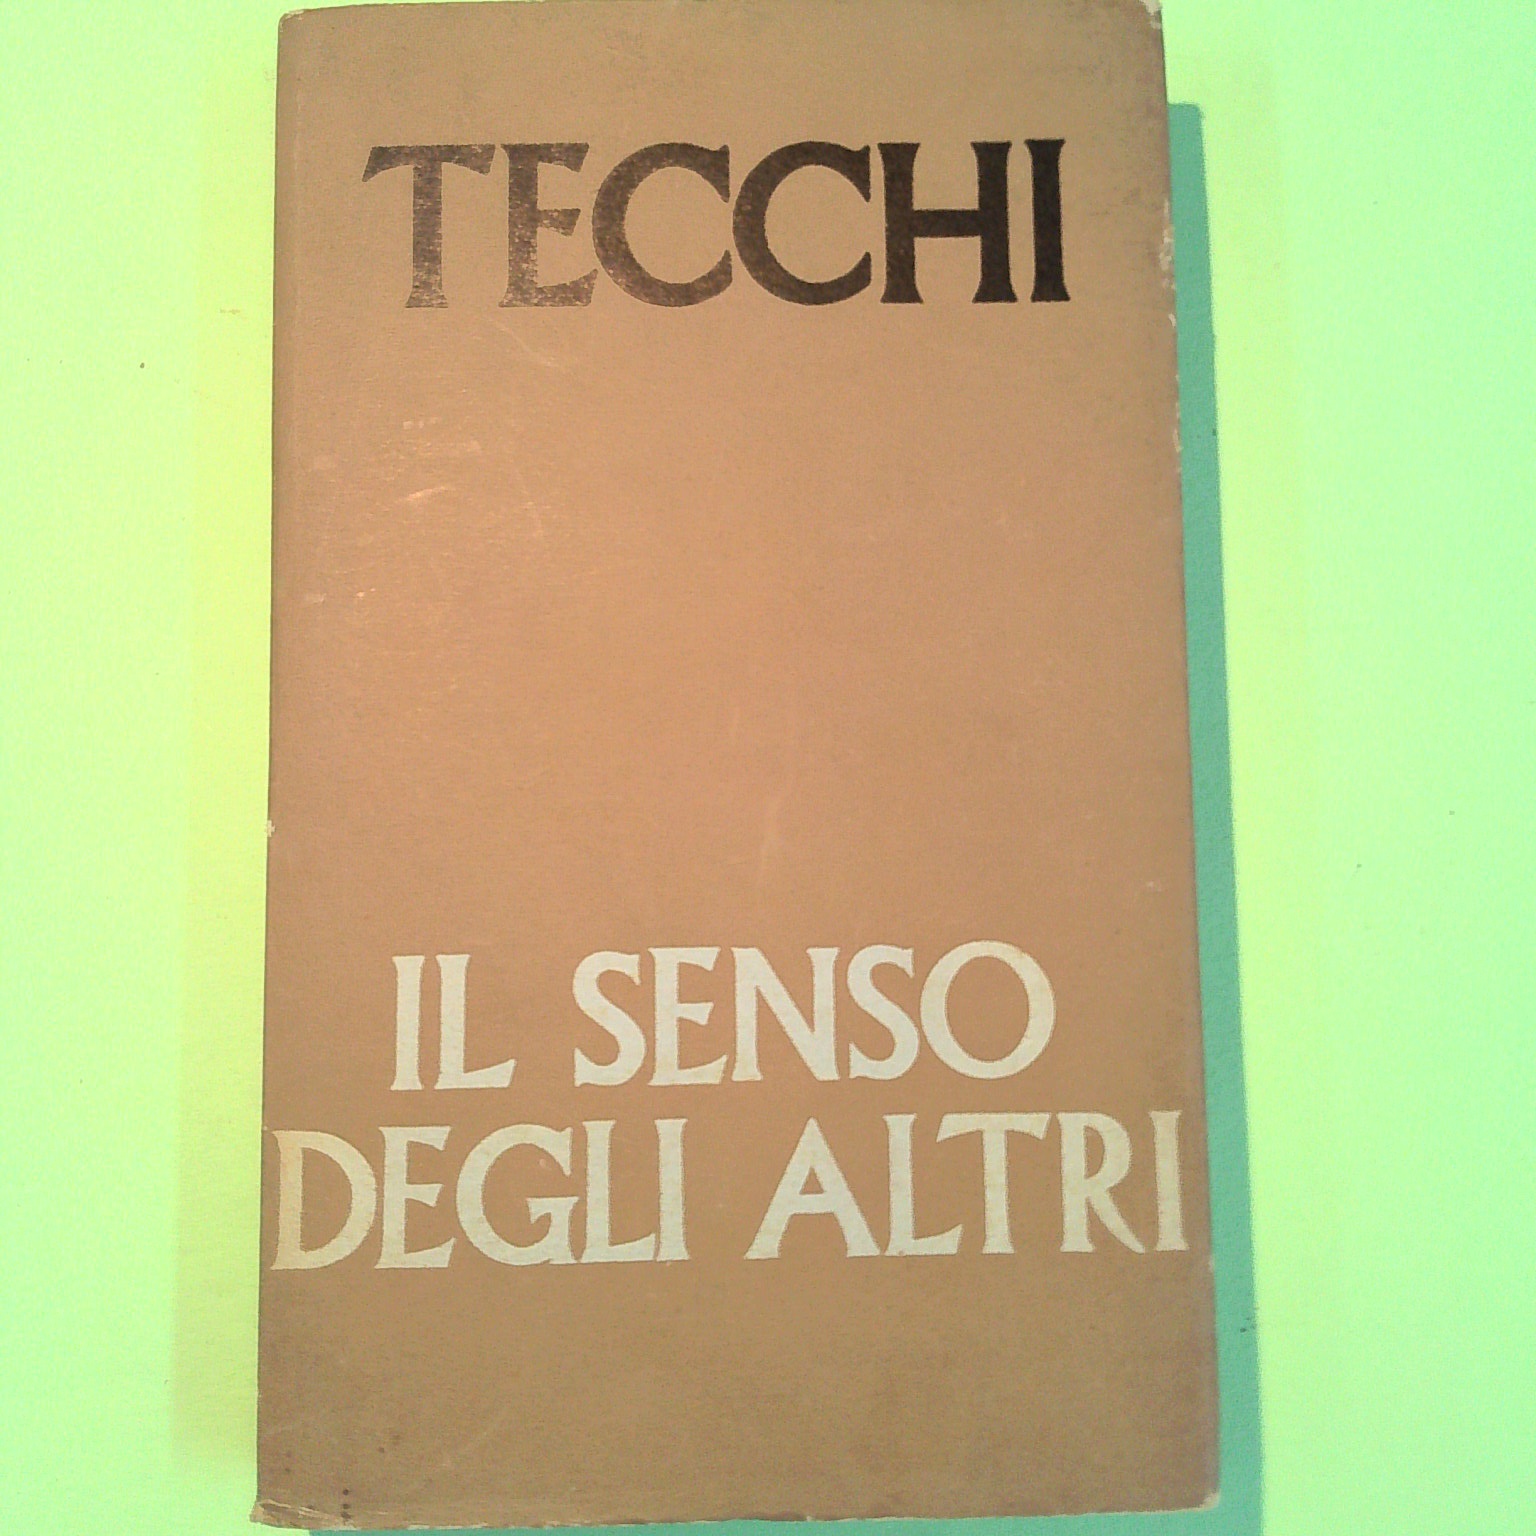 TECCHI
IL SENSO
DEGLI ALTRI